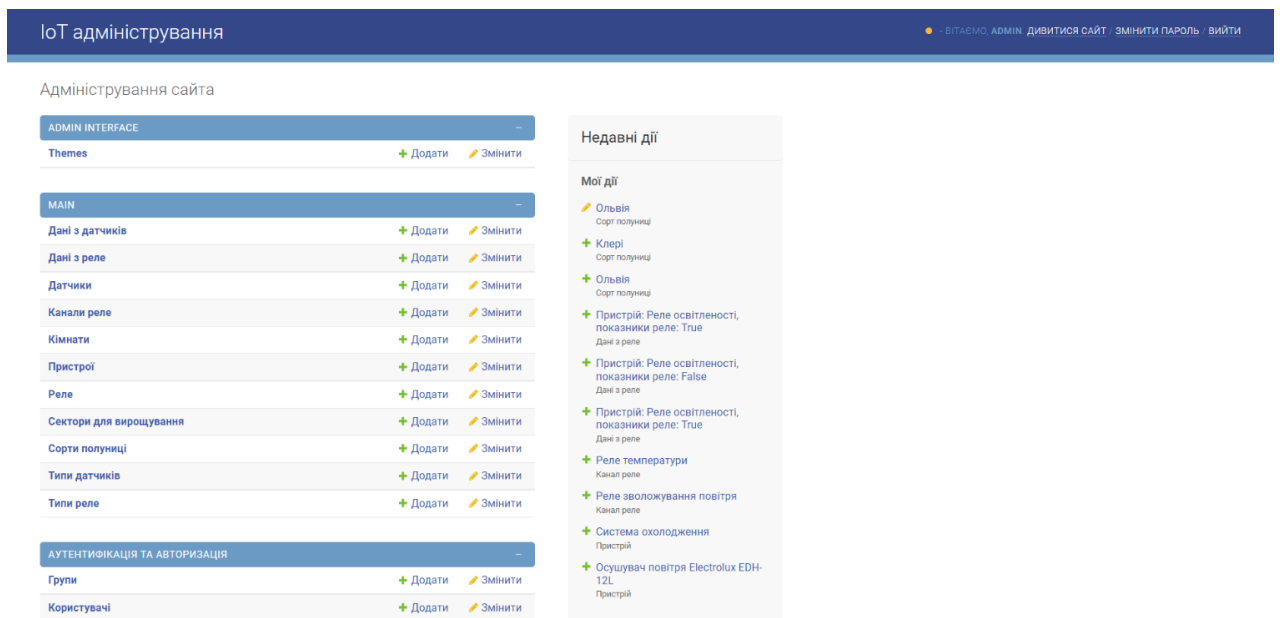 IoT адміністрування
- ВІТАЄМО, ADMIN. ДИВИТИСЯ САЙТ / ЗМІНИТИ ПАРОЛЬ / ВИЙТИ
Адміністрування сайта
ADMIN INTERFACE –
Themes + Додати Змінити
MAIN –
Дані з датчиків + Додати Змінити
Дані з реле + Додати Змінити
Датчики + Додати Змінити
Канали реле + Додати Змінити
Кімнати + Додати Змінити
Пристрої + Додати Змінити
Реле + Додати Змінити
Сектори для вирощування + Додати Змінити
Сорти полуниці + Додати Змінити
Типи датчиків + Додати Змінити
Типи реле + Додати Змінити
АУТЕНТИФІКАЦІЯ ТА АВТОРИЗАЦІЯ –
Групи + Додати Змінити
Користувачі + Додати Змінити
Недавні дії
Мої дії
Ольвія
Сорт полуниці
+ Клері
Сорт полуниці
+ Ольвія
Сорт полуниці
+ Пристрій: Реле освітленості,
показники реле: True
Дані з реле
+ Пристрій: Реле освітленості,
показники реле: False
Дані з реле
+ Пристрій: Реле освітленості,
показники реле: True
Дані з реле
+ Реле температури
Канал реле
+ Реле зволожування повітря
Канал реле
+ Система охолодження
Пристрій
+ Осушувач повітря Electrolux EDH-
12L
Пристрій